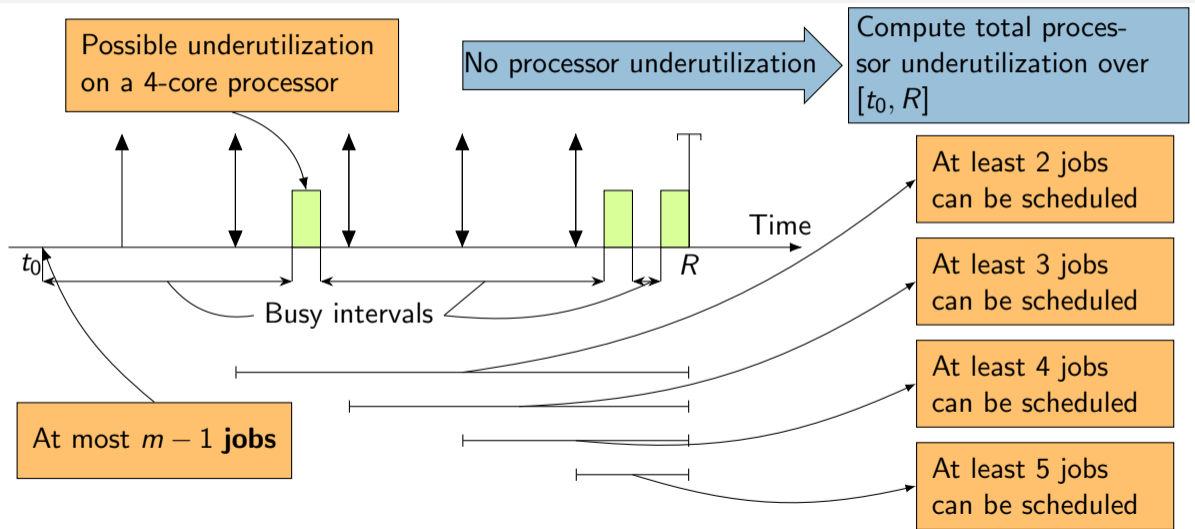 Possible underutilization
on a 4-core processor
No processor underutilization
Compute total proces-
sor underutilization over
[t₀, R]
At least 2 jobs
can be scheduled
Time
t₀
R
At least 3 jobs
can be scheduled
Busy intervals
At least 4 jobs
can be scheduled
At most m − 1 jobs
At least 5 jobs
can be scheduled